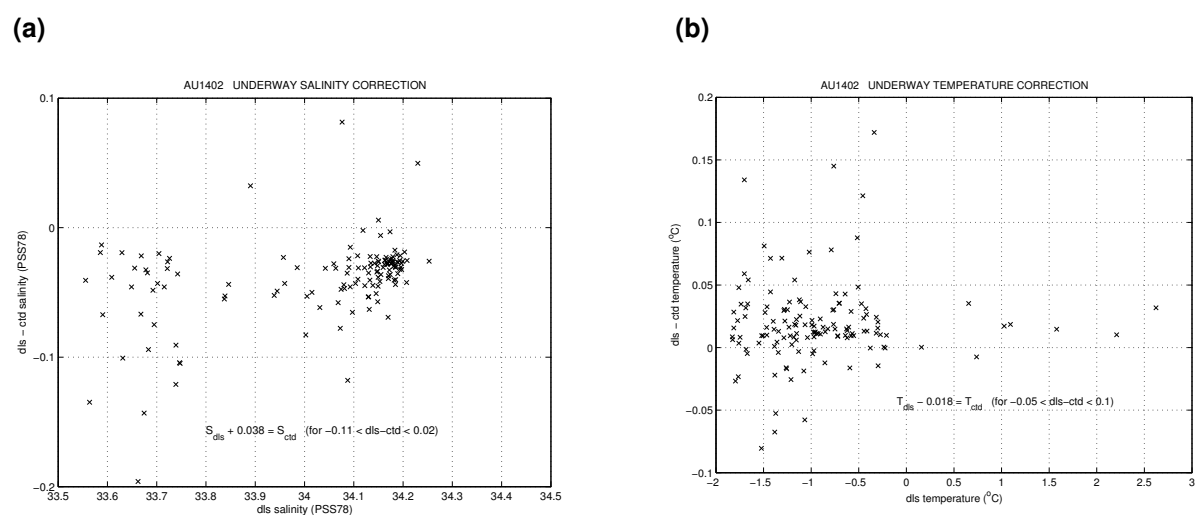 (a)
AU1402 UNDERWAY SALINITY CORRECTION
0.1
0
−0.1
−0.2
dls − ctd salinity (PSS78)
S_dls + 0.038 = S_ctd (for −0.11 < dls−ctd < 0.02)
33.5 33.6 33.7 33.8 33.9 34 34.1 34.2 34.3 34.4 34.5
dls salinity (PSS78)
(b)
AU1402 UNDERWAY TEMPERATURE CORRECTION
0.2
0.15
0.1
0.05
0
−0.05
−0.1
dls − ctd temperature (°C)
T_dls − 0.018 = T_ctd (for −0.05 < dls−ctd < 0.1)
−2 −1.5 −1 −0.5 0 0.5 1 1.5 2 2.5 3
dls temperature (°C)